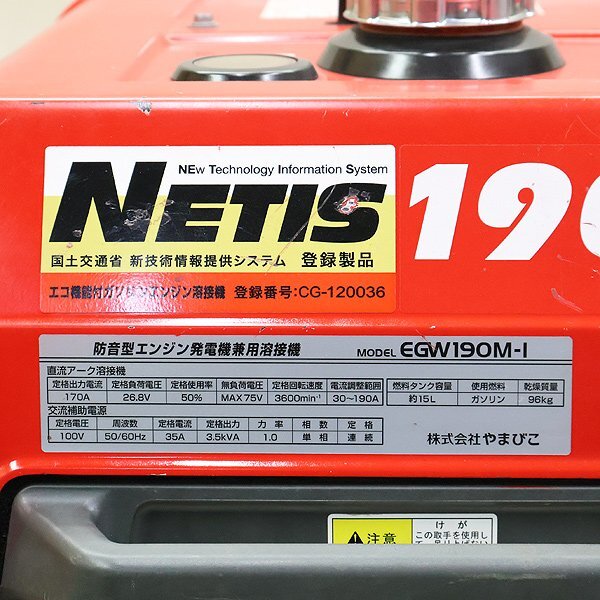 NEw Technology Information System
NETIS
国土交通省 新技術情報提供システム 登録製品
エコ機能付ガソリンエンジン溶接機 登録番号:CG-120036
190
防音型エンジン発電機兼用溶接機 MODEL EGW190M-I
直流アーク溶接機
定格出力電流 定格負荷電圧 定格使用率 無負荷電圧 定格回転速度 電流調整範囲 燃料タンク容量 使用燃料 乾燥質量
170A 26.8V 50% MAX75V 3600min⁻¹ 30～190A 約15L ガソリン 96kg
交流補助電源
定格電圧 周波数 定格電流 定格出力 力率 相数 定格
100V 50/60Hz 35A 3.5kVA 1.0 単相 連続
株式会社 やまびこ
注意
けが
この取手を使用し